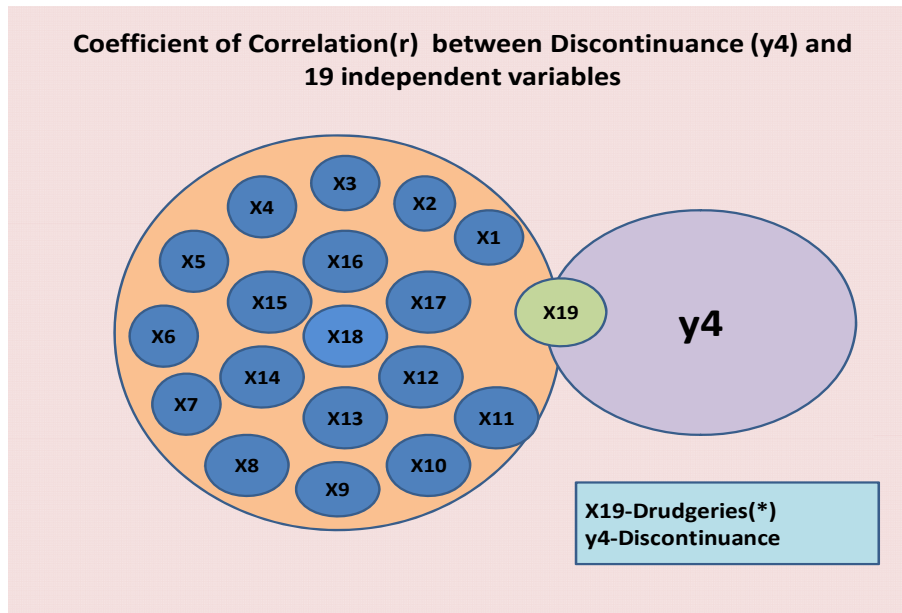 Coefficient of Correlation(r) between Discontinuance (y4) and
19 independent variables
X3
X4
X2
X1
X5
X16
X15
X17
X19
X6
X18
y4
X14
X12
X7
X13
X11
X8
X10
X9
X19-Drudgeries(*)
y4-Discontinuance